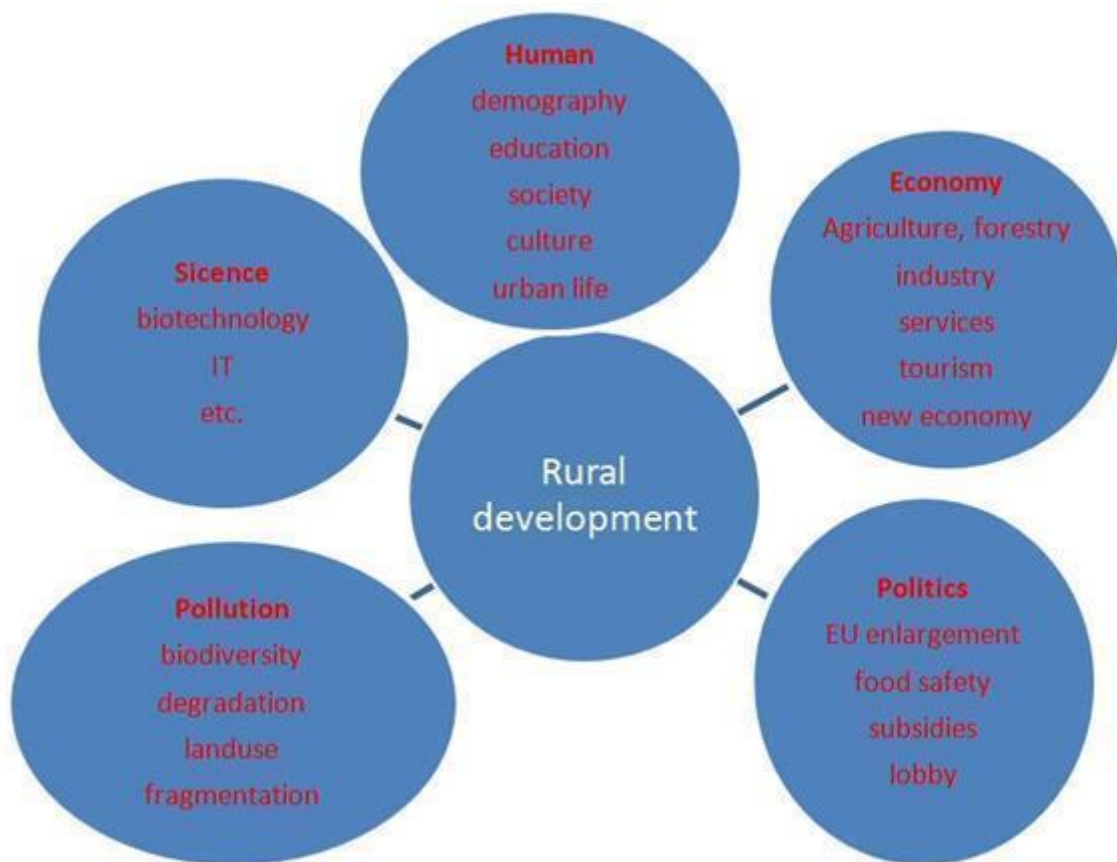 Human
demography
education
society
culture
urban life
Economy
Agriculture, forestry
industry
services
tourism
new economy
Sicence
biotechnology
IT
etc.
Rural
development
Pollution
biodiversity
degradation
landuse
fragmentation
Politics
EU enlargement
food safety
subsidies
lobby